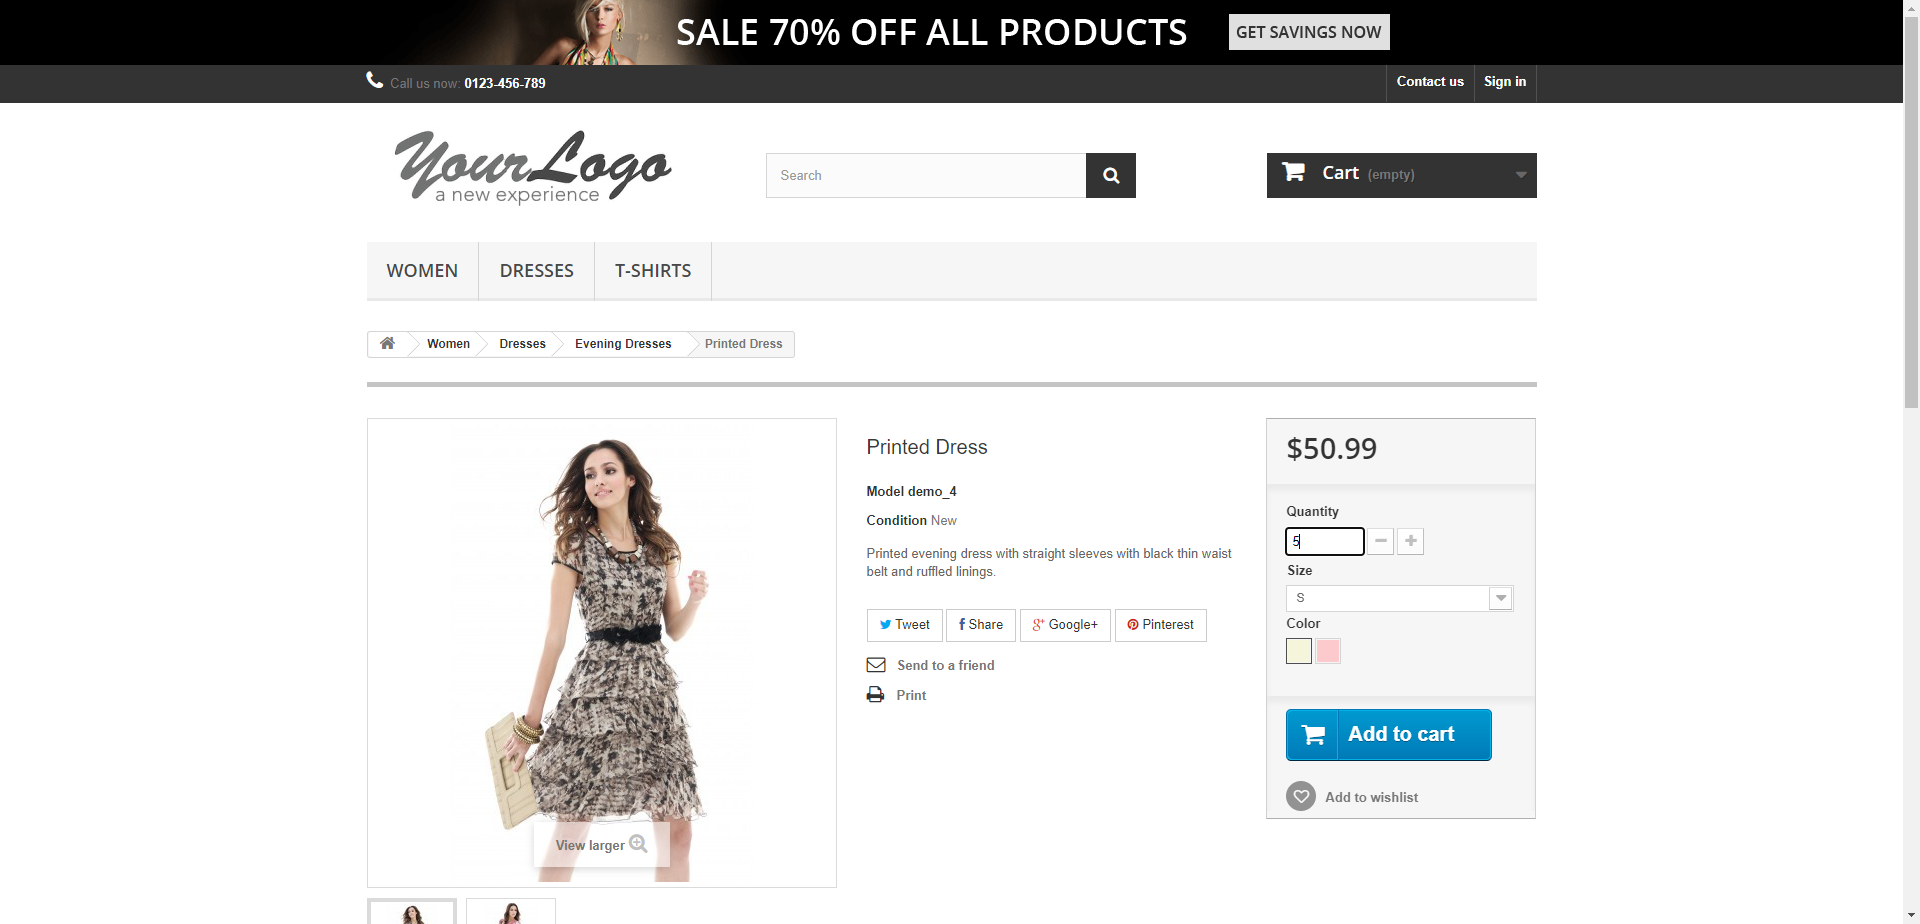 SALE 70% OFF ALL PRODUCTS
GET SAVINGS NOW
Call us now: 0123-456-789
Contact us
Sign in
YourLogo
a new experience
Search
Cart (empty)
WOMEN
DRESSES
T-SHIRTS
Women
Dresses
Evening Dresses
Printed Dress
View larger
Printed Dress
Model demo_4
Condition New
Printed evening dress with straight sleeves with black thin waist
belt and ruffled linings.
Tweet
Share
Google+
Pinterest
Send to a friend
Print
$50.99
Quantity
5
Size
S
Color
Add to cart
Add to wishlist